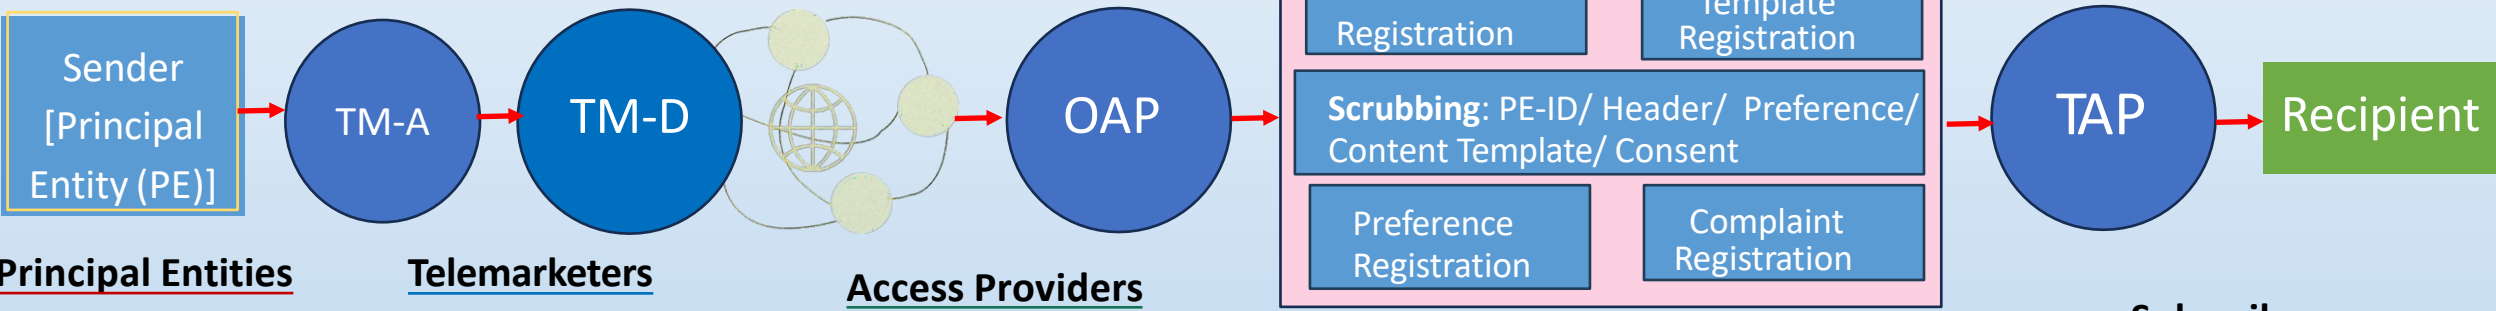 Sender
[Principal
Entity (PE)]
TM-A
TM-D
OAP
Registration
Template
Registration
Scrubbing: PE-ID/ Header/ Preference/
Content Template/ Consent
Preference
Registration
Complaint
Registration
TAP
Recipient
Principal Entities
Telemarketers
Access Providers